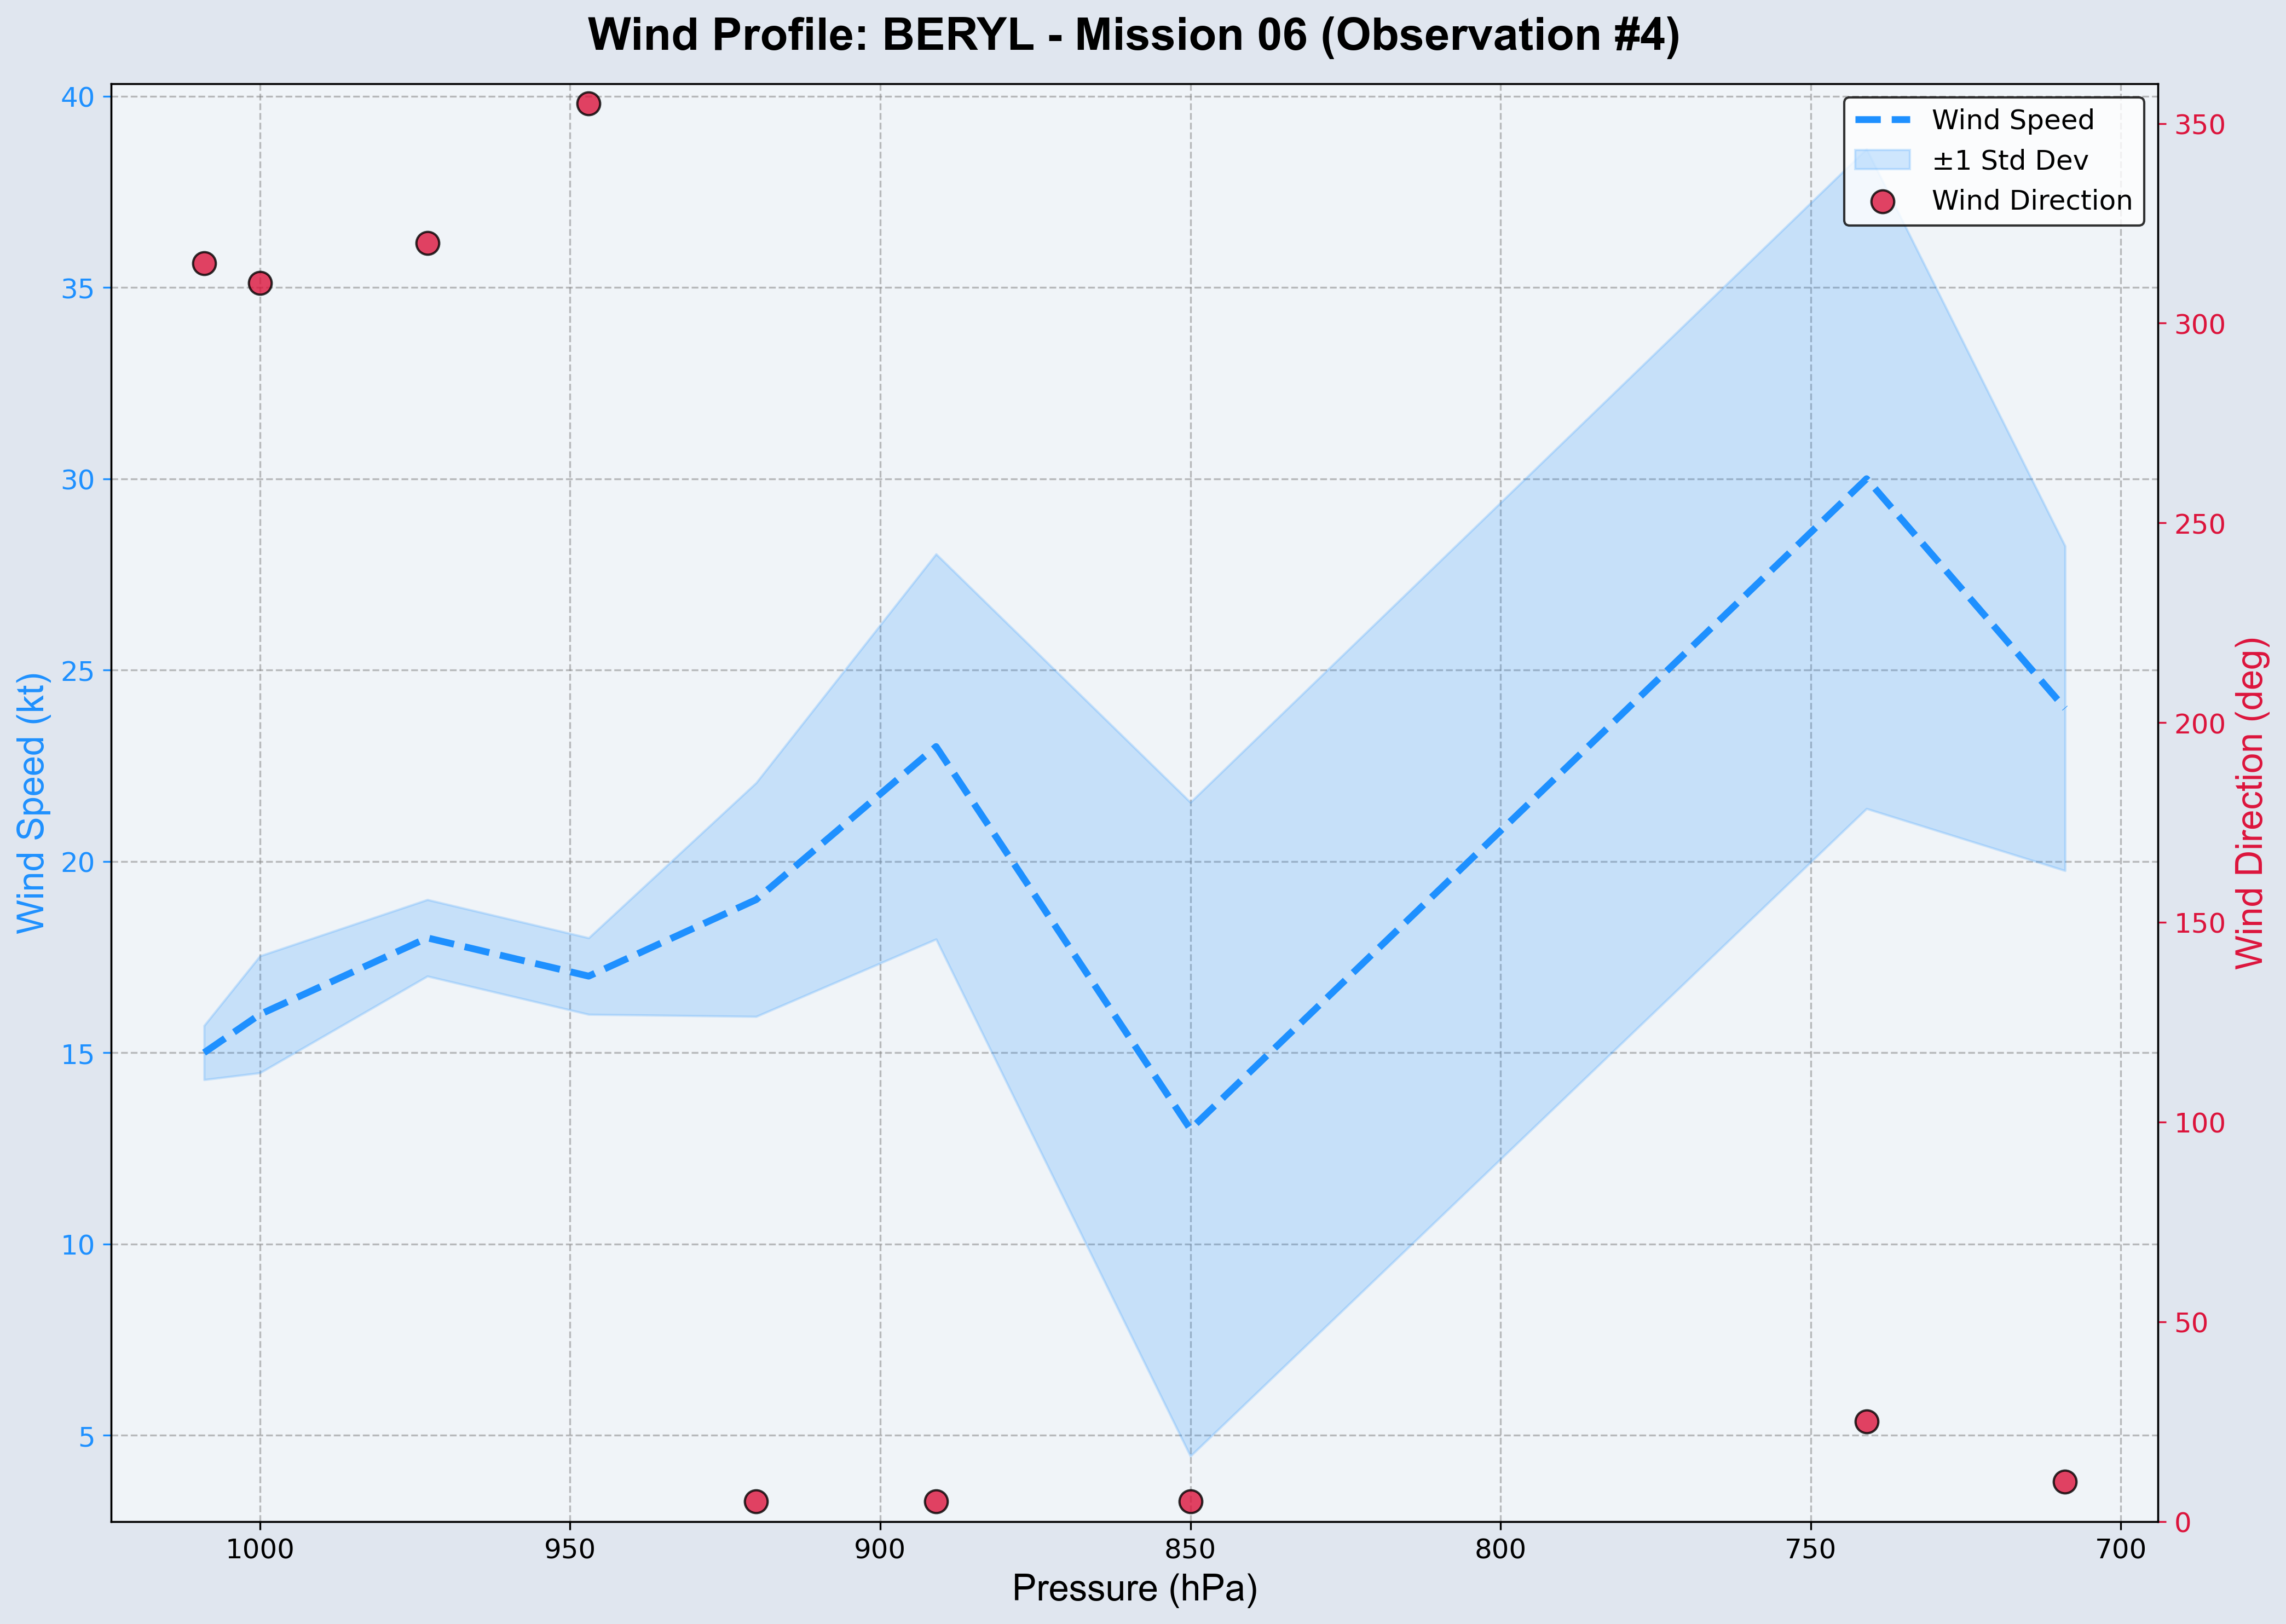 Wind Profile: BERYL - Mission 06 (Observation #4)
Wind Speed (kt)
40
35
30
25
20
15
10
5
Wind Speed
±1 Std Dev
Wind Direction
350
300
250
200
150
100
50
0
Wind Direction (deg)
1000 950 900 850 800 750 700
Pressure (hPa)